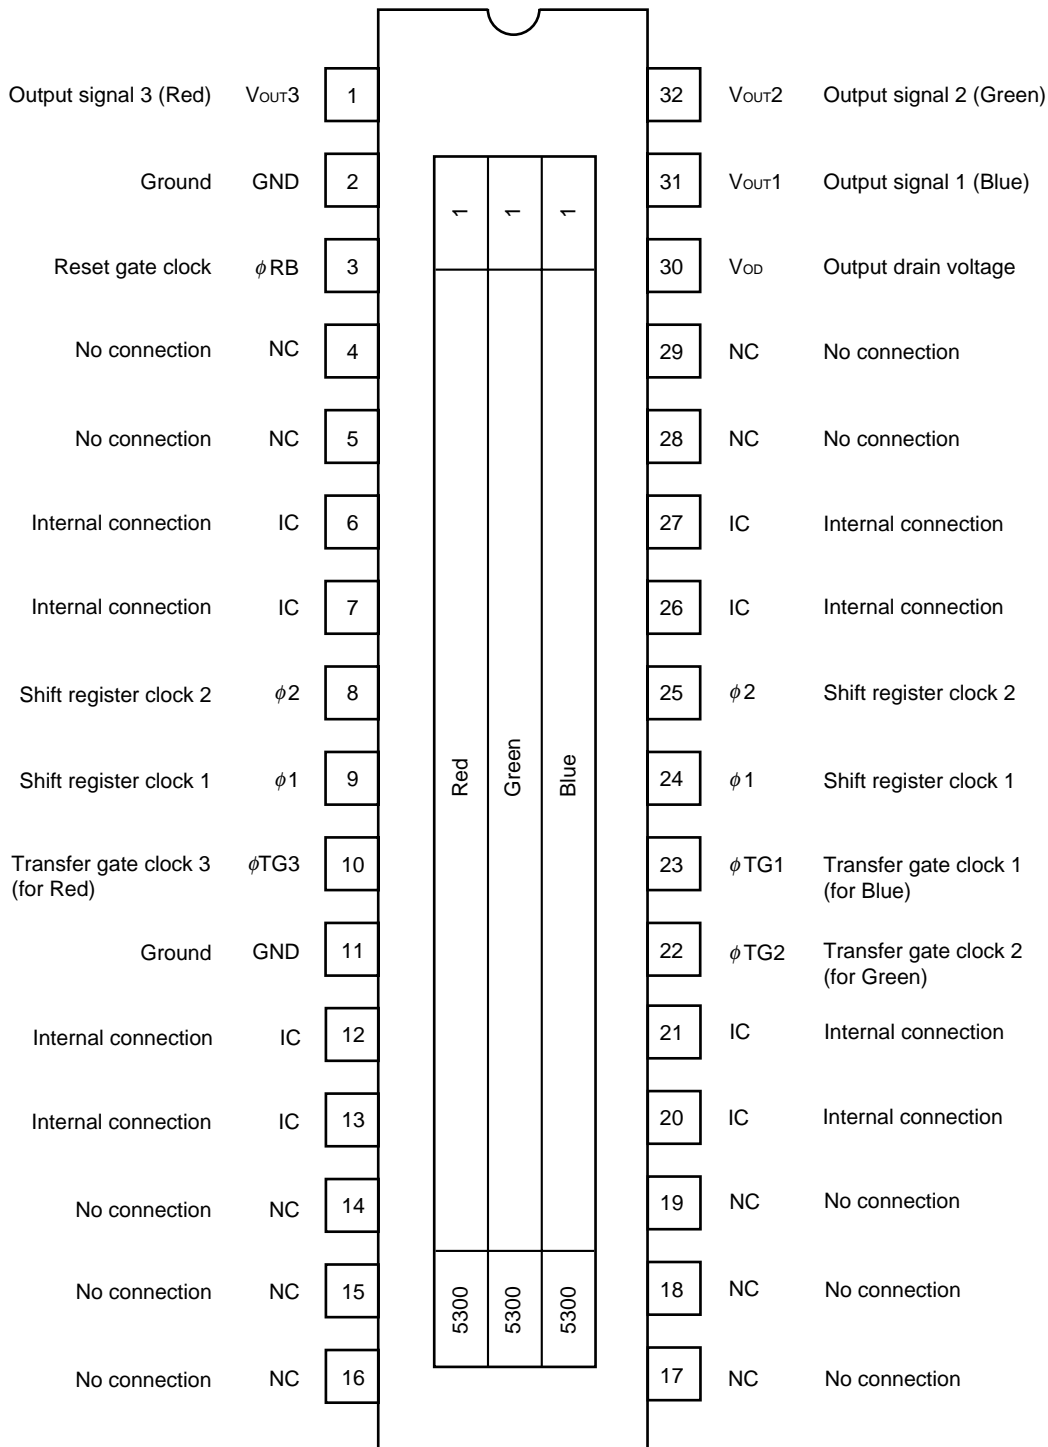 Output signal 3 (Red) VOUT3 1 32 VOUT2 Output signal 2 (Green)
Ground GND 2 31 VOUT1 Output signal 1 (Blue)
1 1 1
Reset gate clock φRB 3 30 VOD Output drain voltage
No connection NC 4 29 NC No connection
No connection NC 5 28 NC No connection
Internal connection IC 6 27 IC Internal connection
Internal connection IC 7 26 IC Internal connection
Shift register clock 2 φ2 8 25 φ2 Shift register clock 2
Red Green Blue
Shift register clock 1 φ1 9 24 φ1 Shift register clock 1
Transfer gate clock 3 φTG3 10 23 φTG1 Transfer gate clock 1
(for Red) (for Blue)
Ground GND 11 22 φTG2 Transfer gate clock 2
(for Green)
Internal connection IC 12 21 IC Internal connection
Internal connection IC 13 20 IC Internal connection
No connection NC 14 19 NC No connection
No connection NC 15 18 NC No connection
5300 5300 5300
No connection NC 16 17 NC No connection